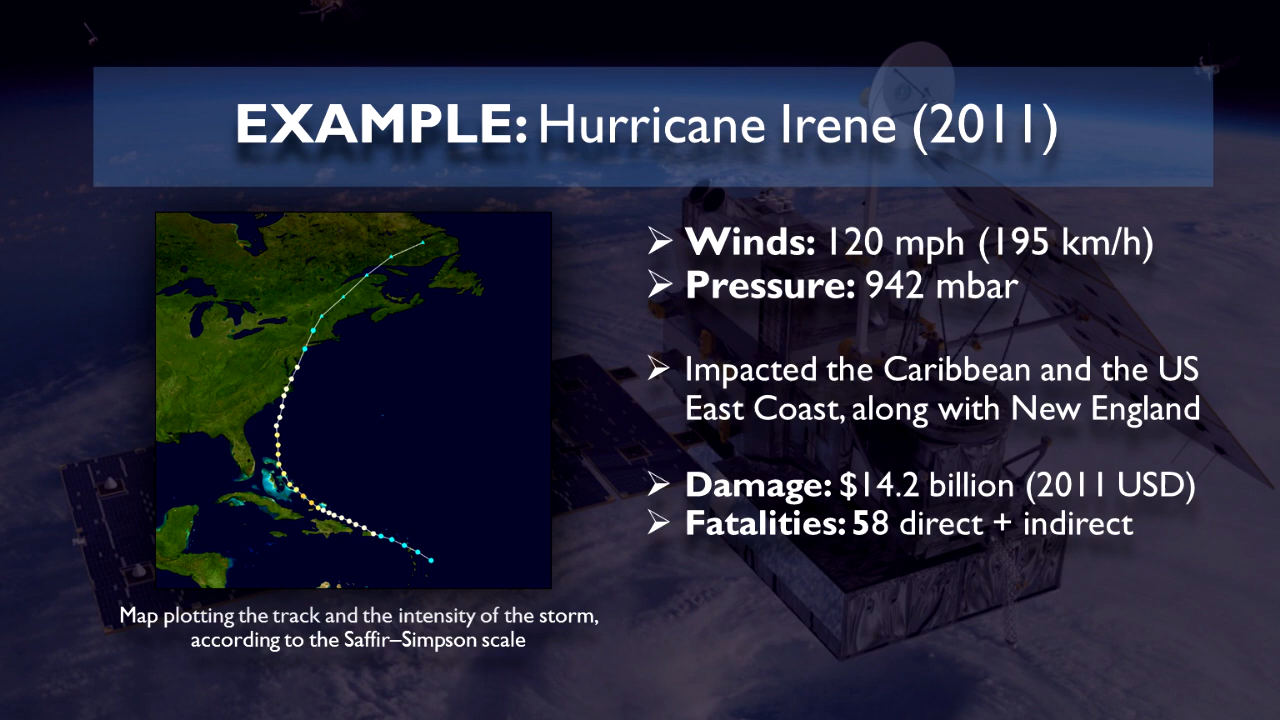 EXAMPLE: Hurricane Irene (2011)
Map plotting the track and the intensity of the storm,
according to the Saffir–Simpson scale
➢ Winds: 120 mph (195 km/h)
➢ Pressure: 942 mbar
➢ Impacted the Caribbean and the US
East Coast, along with New England
➢ Damage: $14.2 billion (2011 USD)
➢ Fatalities: 58 direct + indirect